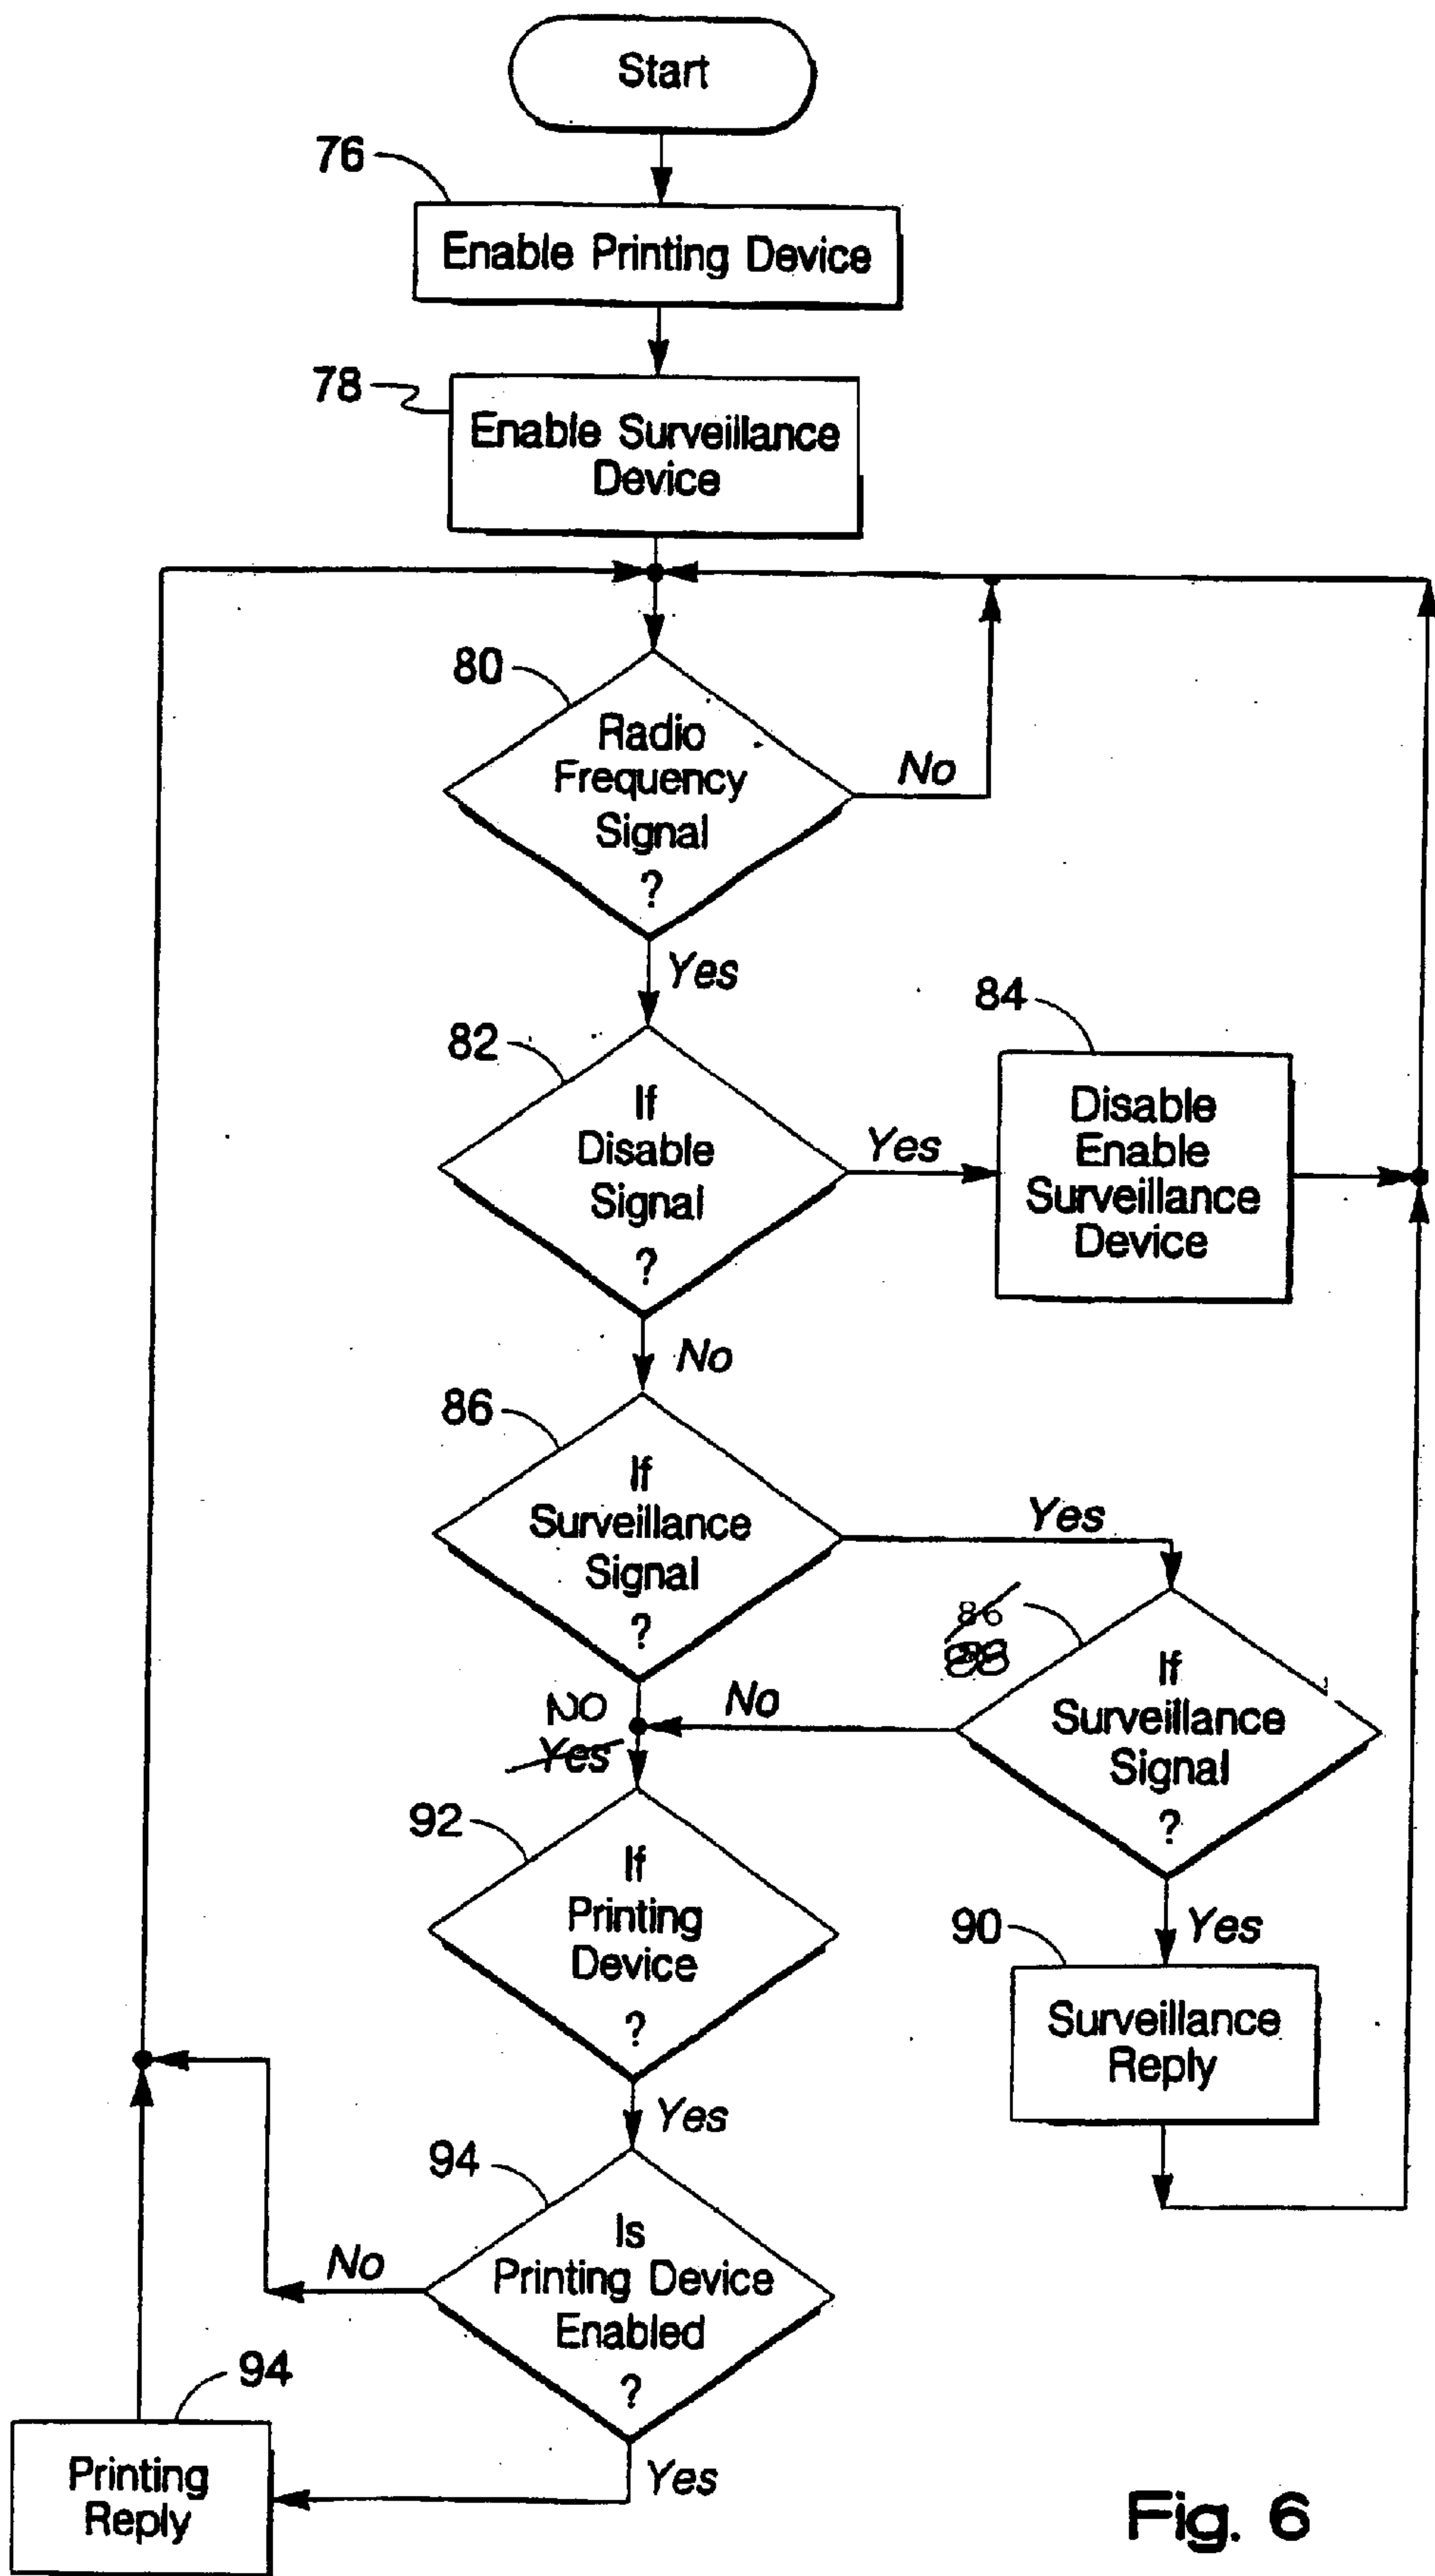 Start
76
Enable Printing Device
78
Enable Surveillance
Device
80
Radio
Frequency
Signal
?
No
Yes
82
If
Disable
Signal
?
Yes
84
Disable
Enable
Surveillance
Device
No
86
If
Surveillance
Signal
?
Yes
86
88
If
Surveillance
Signal
?
No
NO
Yes
92
If
Printing
Device
?
Yes
90
Surveillance
Reply
Yes
94
Is
Printing Device
Enabled
?
No
94
Printing
Reply
Yes
Fig. 6